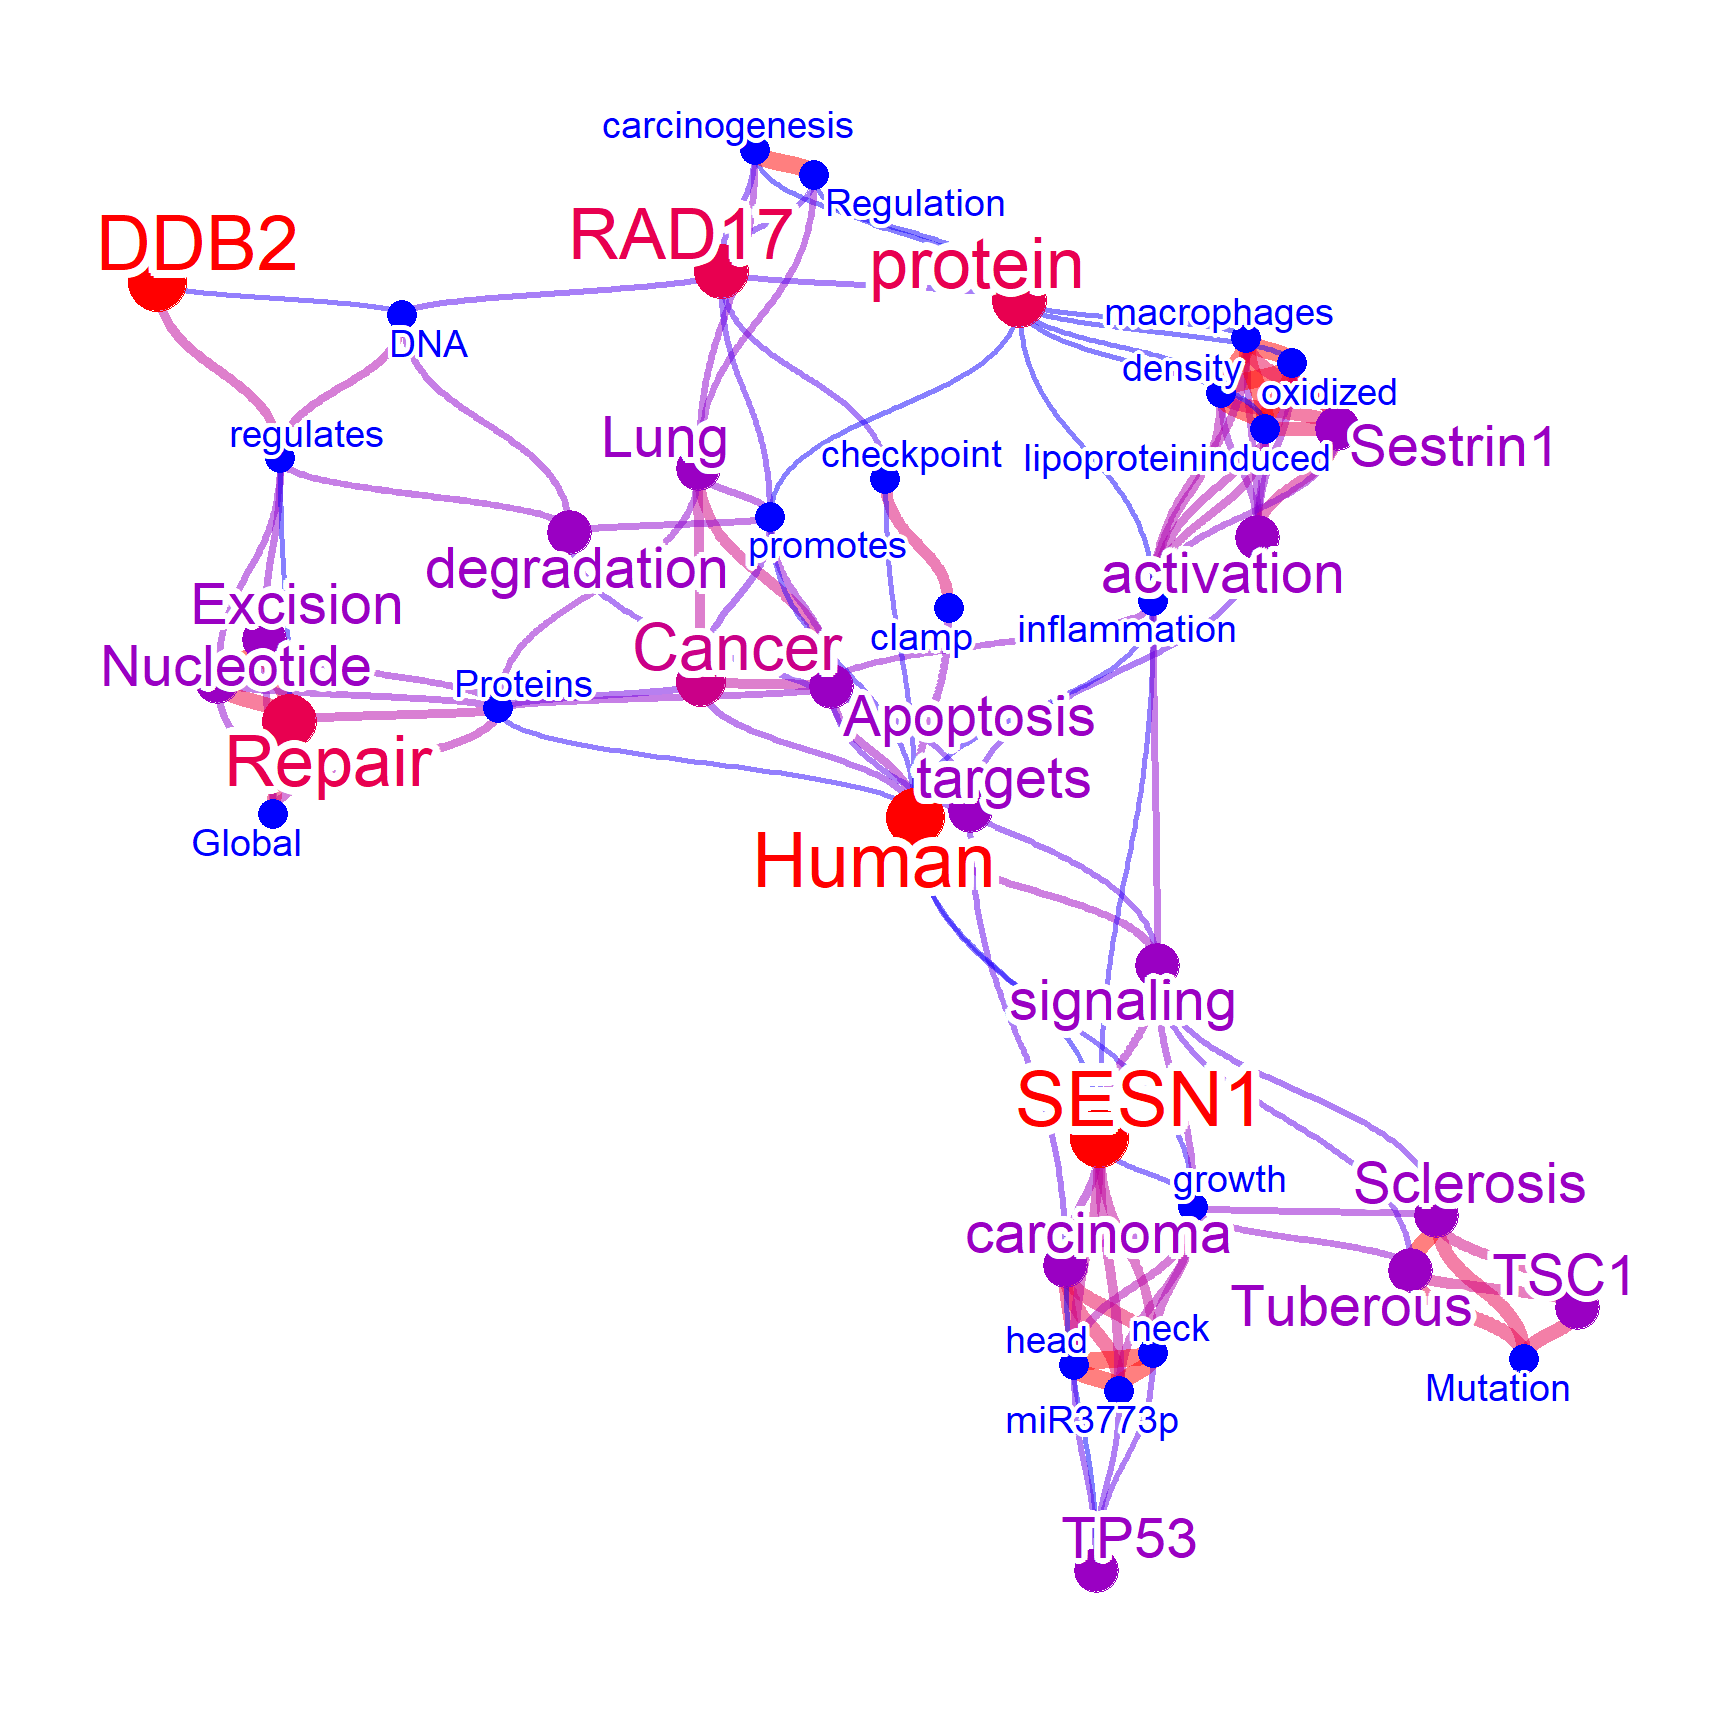 carcinogenesis
Regulation
DDB2
RAD17
protein
macrophages
DNA
density
oxidized
regulates
Lung
checkpoint
lipoproteininduced
Sestrin1
promotes
degradation
activation
Excision
clamp
inflammation
Cancer
Nucleotide
Proteins
Apoptosis
Repair
targets
Global
Human
signaling
SESN1
growth
Sclerosis
carcinoma
TSC1
Tuberous
head
neck
Mutation
miR3773p
TP53